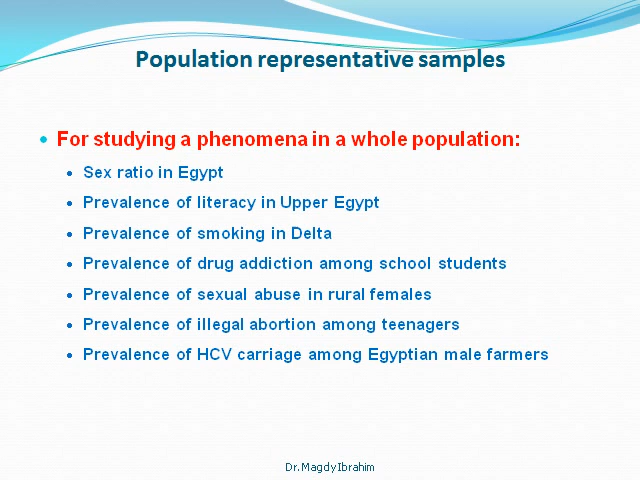 Population representative samples
For studying a phenomena in a whole population:
Sex ratio in Egypt
Prevalence of literacy in Upper Egypt
Prevalence of smoking in Delta
Prevalence of drug addiction among school students
Prevalence of sexual abuse in rural females
Prevalence of illegal abortion among teenagers
Prevalence of HCV carriage among Egyptian male farmers
Dr. Magdy Ibrahim